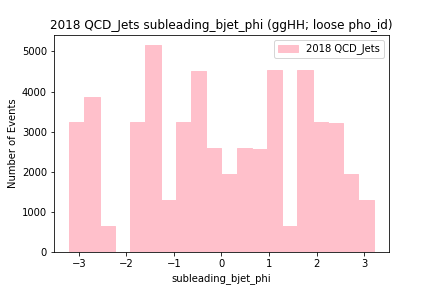 2018 QCD_Jets subleading_bjet_phi (ggHH; loose pho_id)
2018 QCD_Jets
Number of Events
5000
4000
3000
2000
1000
0
−3 −2 −1 0 1 2 3
subleading_bjet_phi